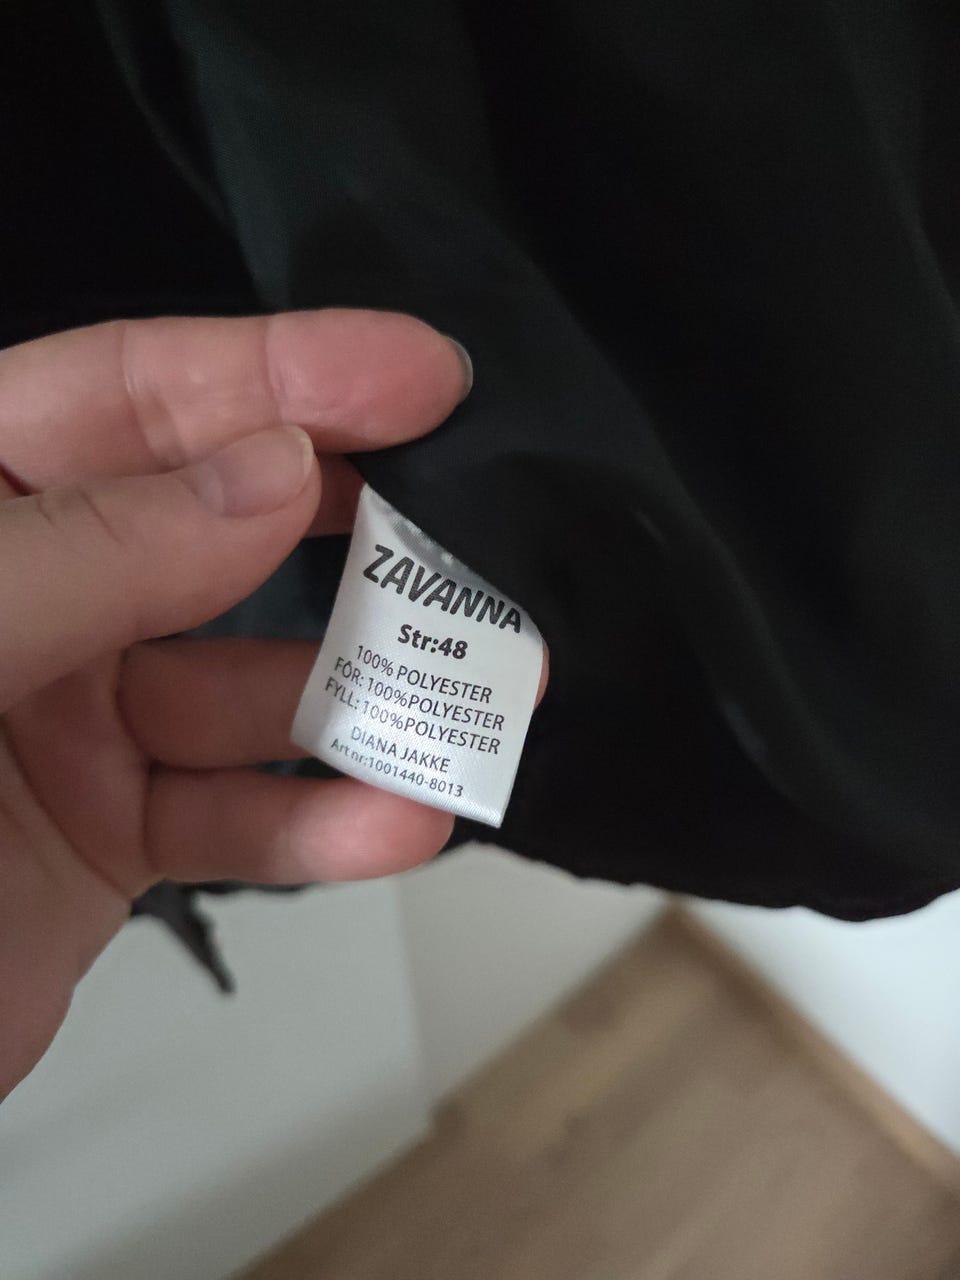 ZAVANNA
Str:48
100% POLYESTER
FÔR: 100%POLYESTER
FYLL: 100%POLYESTER
DIANA JAKKE
Art nr:1001440-8013